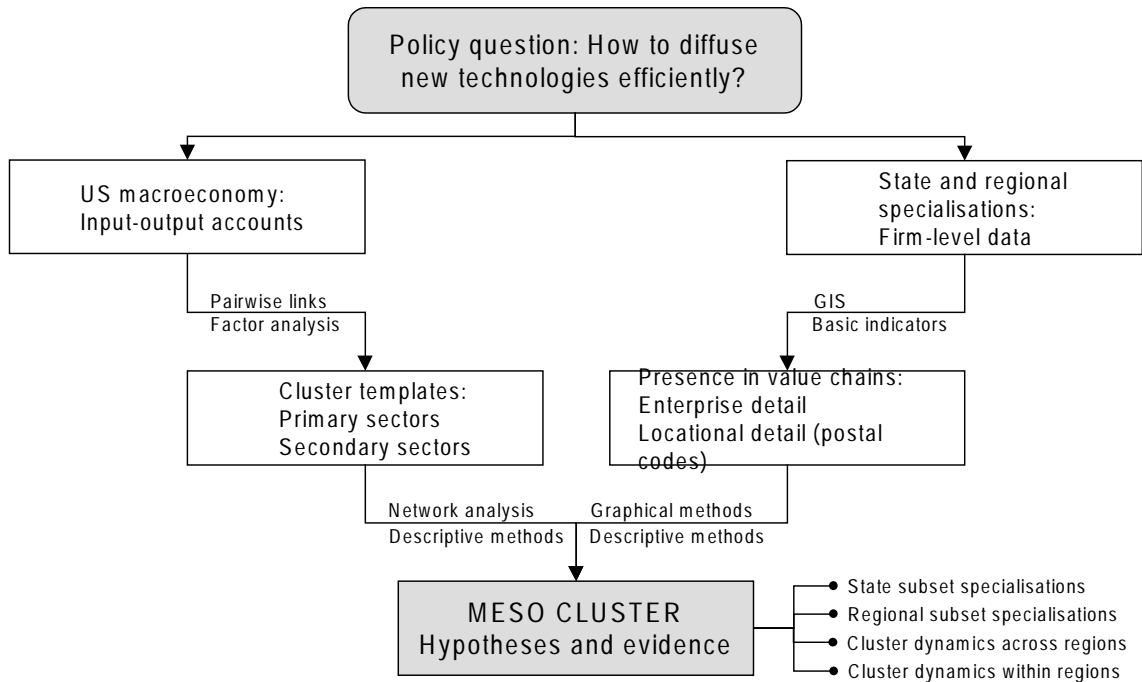 Policy question: How to diffuse
new technologies efficiently?
US macroeconomy:
Input-output accounts
State and regional
specialisations:
Firm-level data
Pairwise links
Factor analysis
GIS
Basic indicators
Cluster templates:
Primary sectors
Secondary sectors
Presence in value chains:
Enterprise detail
Locational detail (postal
codes)
Network analysis
Descriptive methods
Graphical methods
Descriptive methods
MESO CLUSTER
Hypotheses and evidence
State subset specialisations
Regional subset specialisations
Cluster dynamics across regions
Cluster dynamics within regions